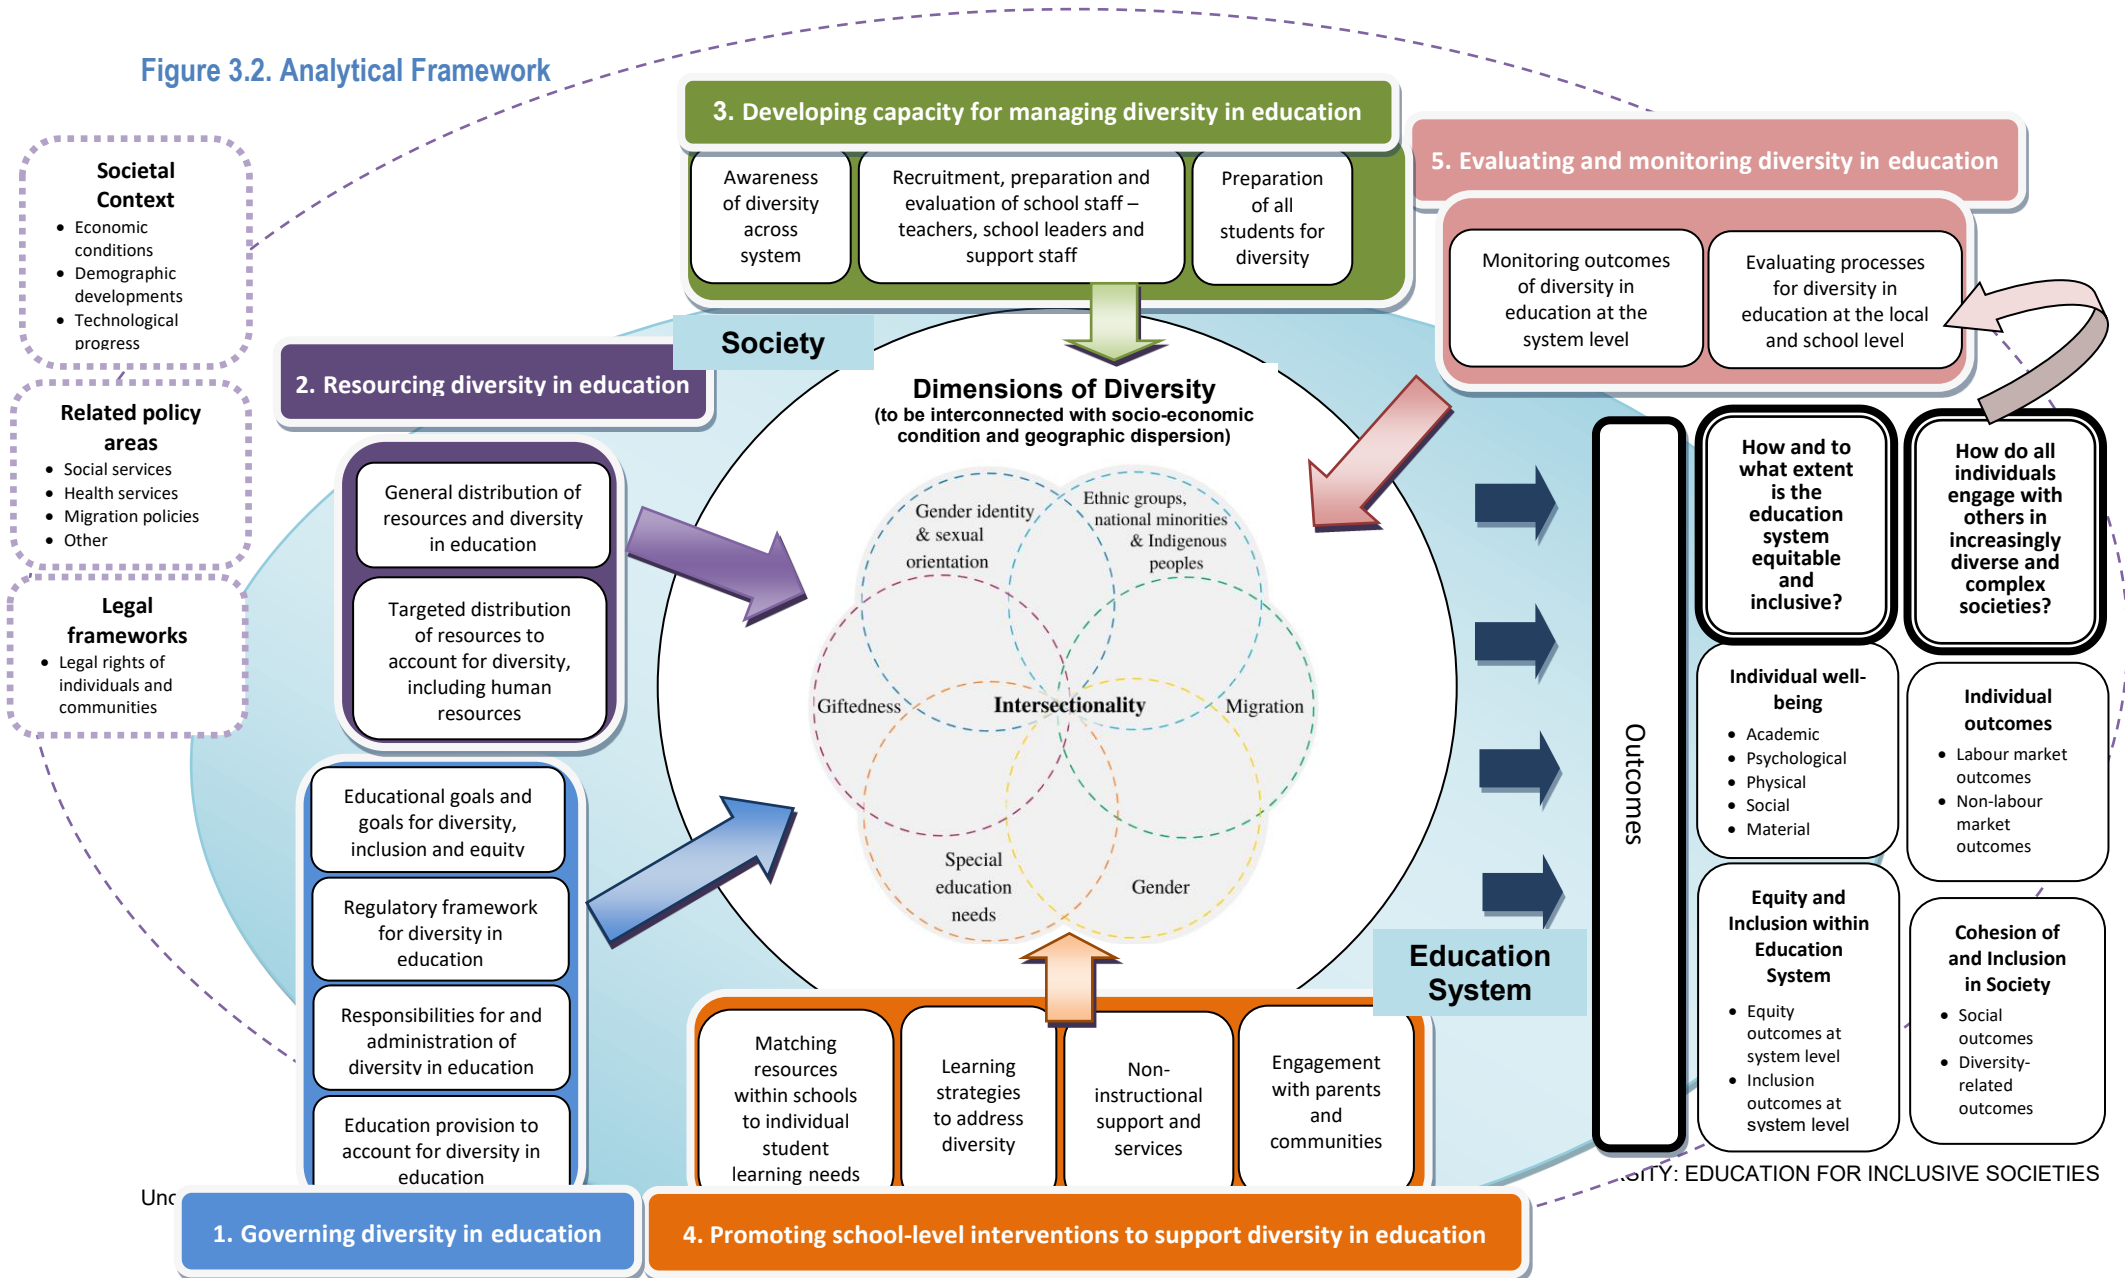 Figure 3.2. Analytical Framework
Societal
Context
• Economic
conditions
• Demographic
developments
• Technological
progress
Related policy
areas
• Social services
• Health services
• Migration policies
• Other
Legal
frameworks
• Legal rights of
individuals and
communities
3. Developing capacity for managing diversity in education
Awareness
of diversity
across
system
Recruitment, preparation and
evaluation of school staff –
teachers, school leaders and
support staff
Preparation
of all
students for
diversity
5. Evaluating and monitoring diversity in education
Monitoring outcomes
of diversity in
education at the
system level
Evaluating processes
for diversity in
education at the local
and school level
Society
2. Resourcing diversity in education
General distribution of
resources and diversity
in education
Targeted distribution
of resources to
account for diversity,
including human
resources
Dimensions of Diversity
(to be interconnected with socio-economic
condition and geographic dispersion)
Gender identity
& sexual
orientation
Ethnic groups,
national minorities
& Indigenous
peoples
Giftedness
Intersectionality
Migration
Special
education
needs
Gender
Educational goals and
goals for diversity,
inclusion and equity
Regulatory framework
for diversity in
education
Responsibilities for and
administration of
diversity in education
Education provision to
account for diversity in
education
1. Governing diversity in education
Matching
resources
within schools
to individual
student
learning needs
Learning
strategies
to address
diversity
Non-
instructional
support and
services
Engagement
with parents
and
communities
4. Promoting school-level interventions to support diversity in education
Education
System
Outcomes
How and to
what extent
is the
education
system
equitable
and
inclusive?
How do all
individuals
engage with
others in
increasingly
diverse and
complex
societies?
Individual well-
being
• Academic
• Psychological
• Physical
• Social
• Material
Individual
outcomes
• Labour market
outcomes
• Non-labour
market
outcomes
Equity and
Inclusion within
Education
System
• Equity
outcomes at
system level
• Inclusion
outcomes at
system level
Cohesion of
and Inclusion
in Society
• Social
outcomes
• Diversity-
related
outcomes
: EDUCATION FOR INCLUSIVE SOCIETIES